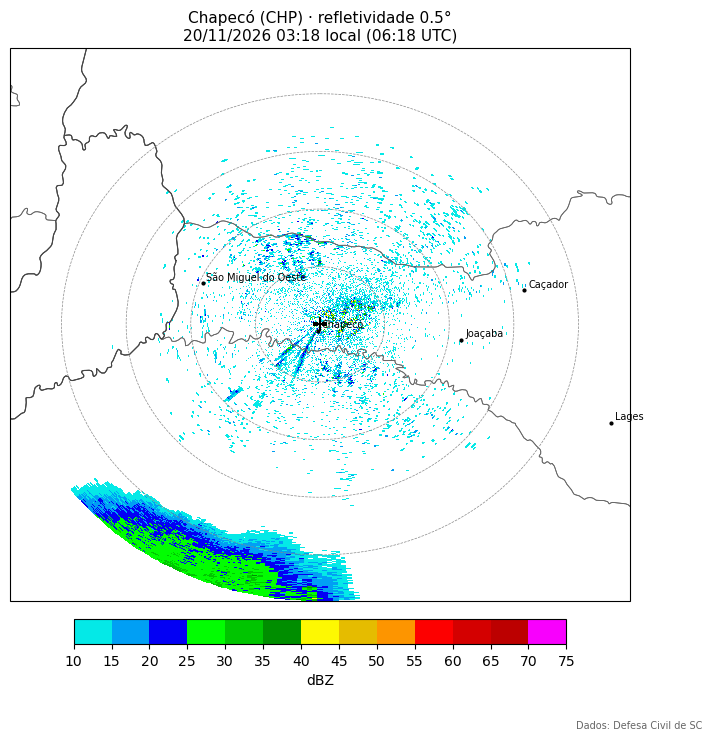 Chapecó (CHP) · refletividade 0.5°
20/11/2026 03:18 local (06:18 UTC)
São Miguel do Oeste
Caçador
Chapecó
Joaçaba
Lages
10 15 20 25 30 35 40 45 50 55 60 65 70 75
dBZ
Dados: Defesa Civil de SC